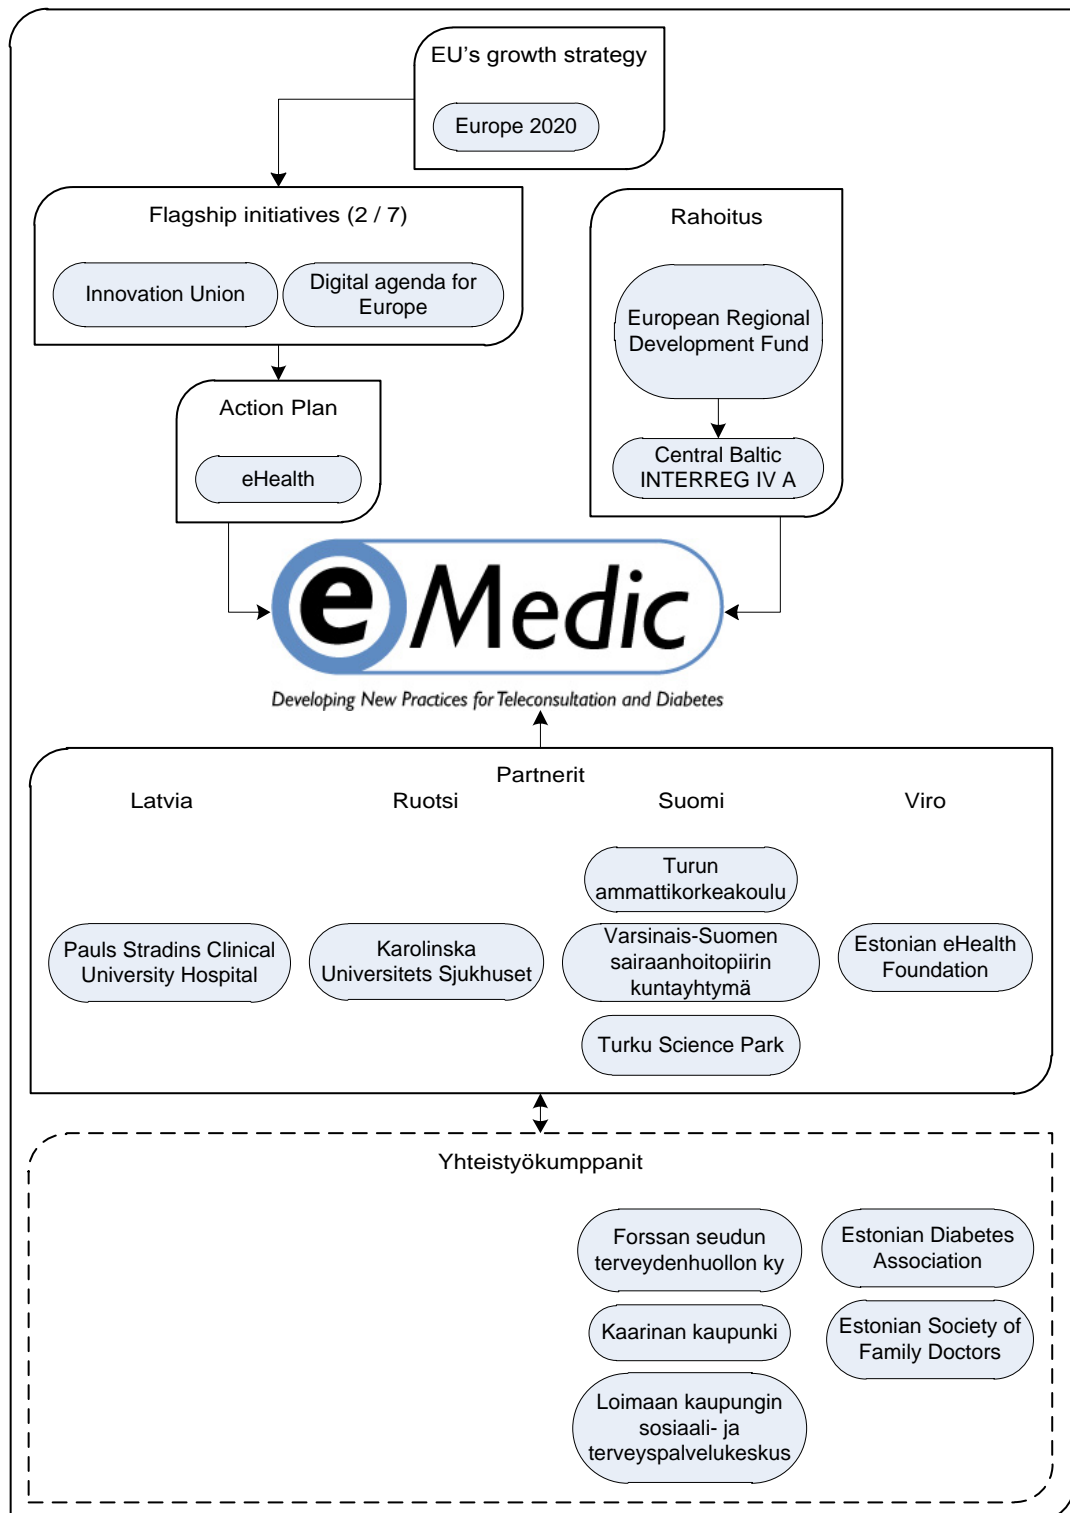 EU's growth strategy
Europe 2020
Flagship initiatives (2 / 7)
Innovation Union
Digital agenda for
Europe
Rahoitus
European Regional
Development Fund
Central Baltic
INTERREG IV A
Action Plan
eHealth
eMedic
Developing New Practices for Teleconsultation and Diabetes
Partnerit
Latvia
Ruotsi
Suomi
Viro
Pauls Stradins Clinical
University Hospital
Karolinska
Universitets Sjukhuset
Turun
ammattikorkeakoulu
Varsinais-Suomen
sairaanhoitopiirin
kuntayhtymä
Turku Science Park
Estonian eHealth
Foundation
Yhteistyökumppanit
Forssan seudun
terveydenhuollon ky
Kaarinan kaupunki
Loimaan kaupungin
sosiaali- ja
terveyspalvelukeskus
Estonian Diabetes
Association
Estonian Society of
Family Doctors